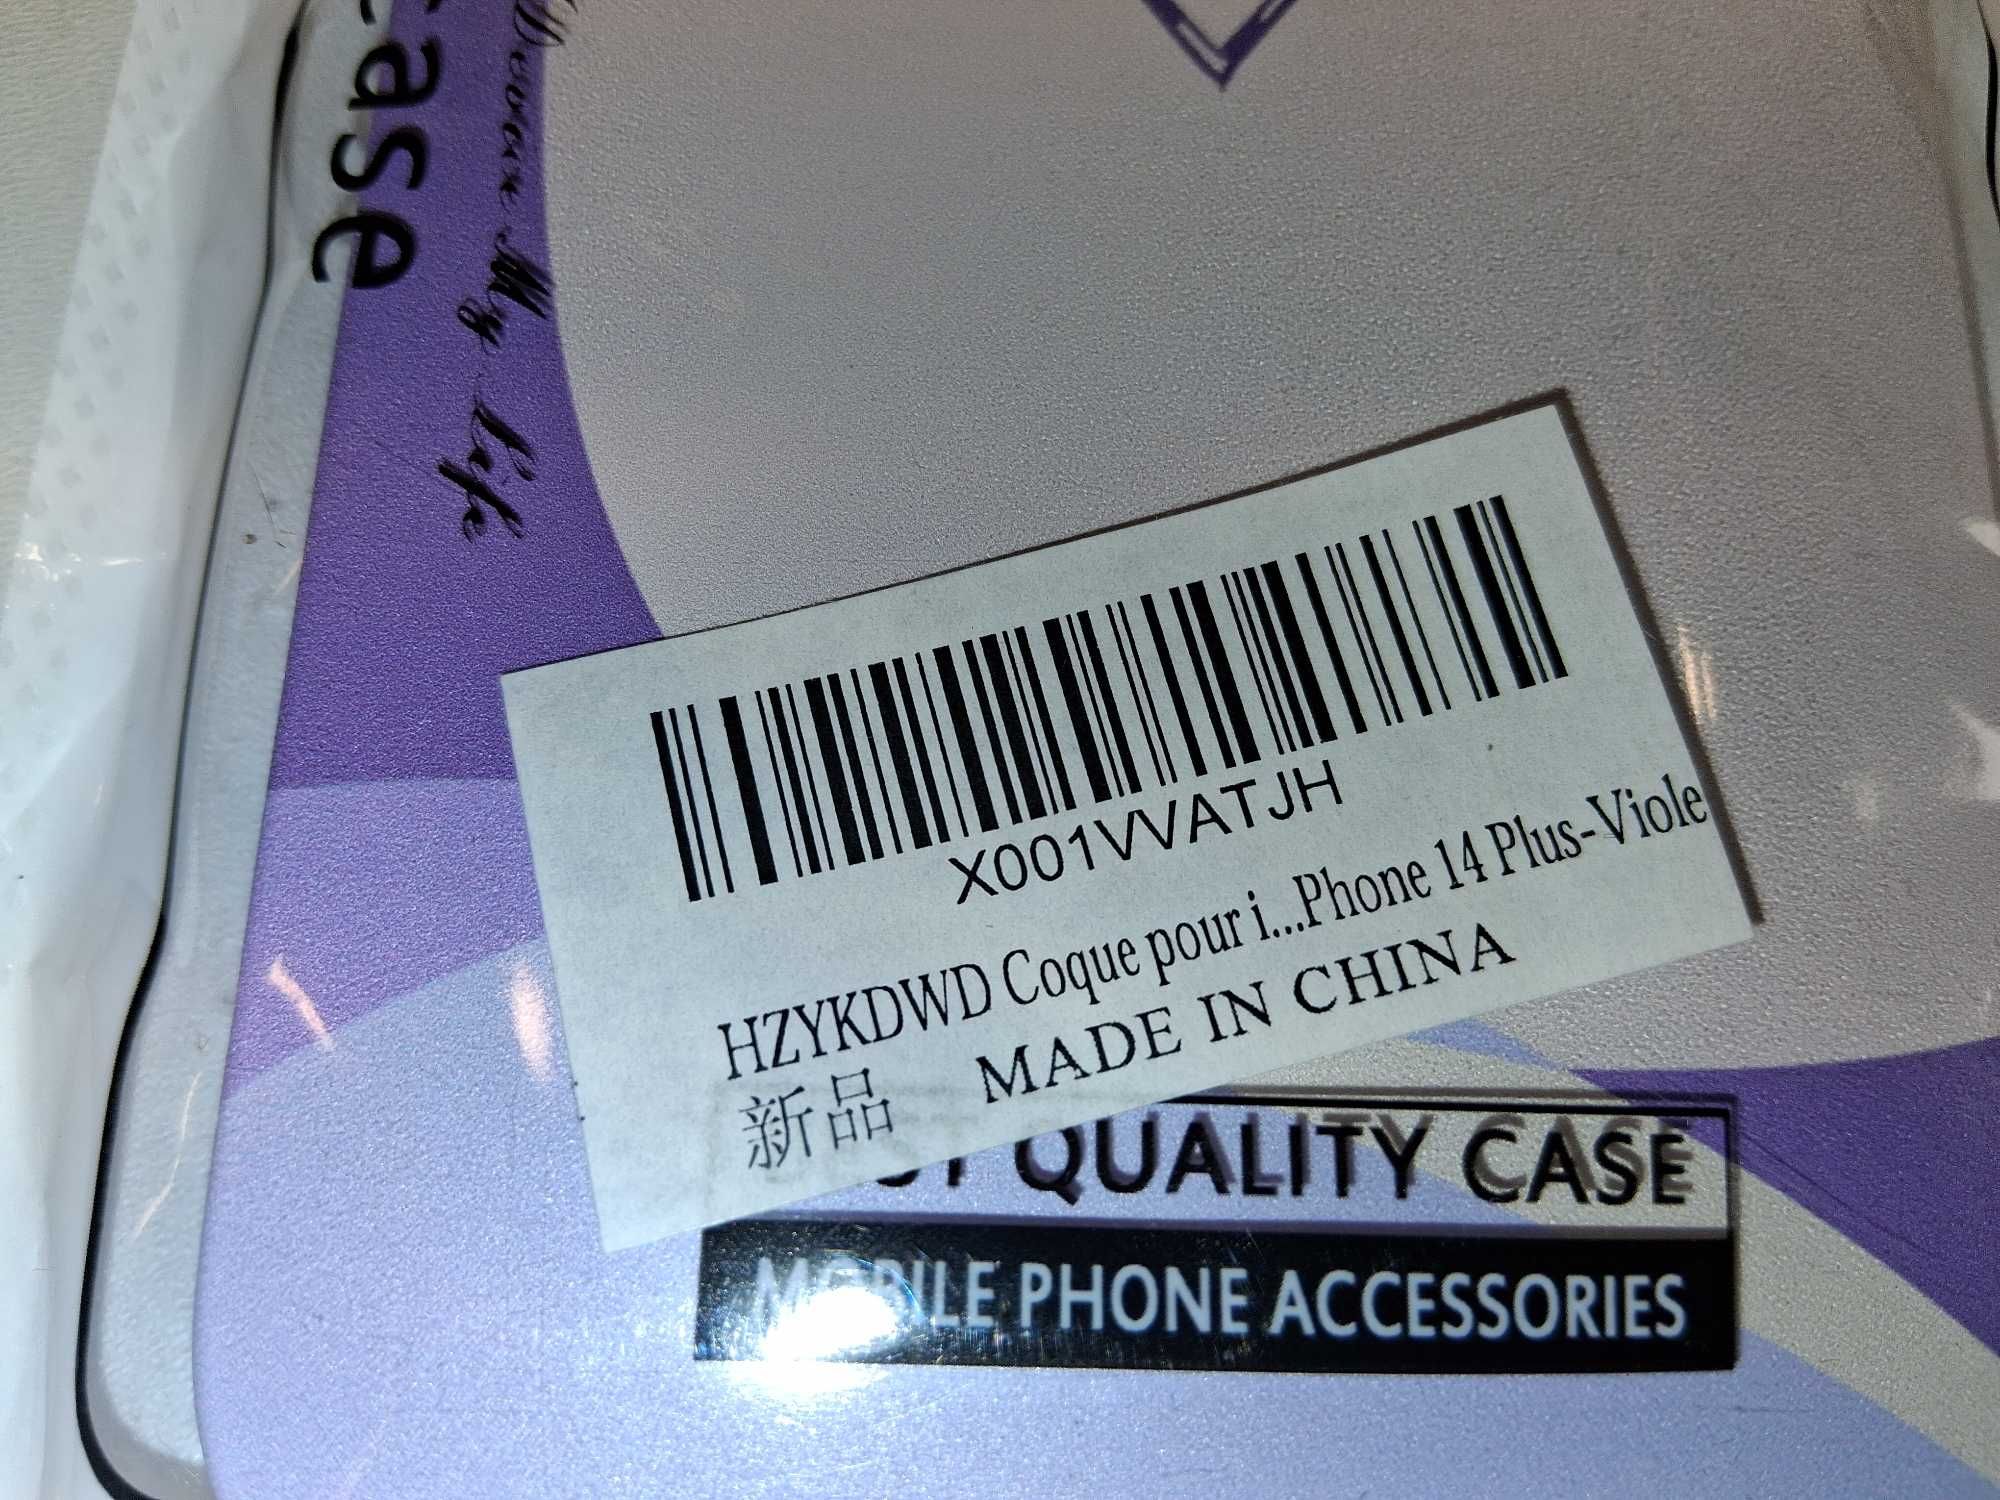 case
My Life
X001VVATJH
HZYKDWD Coque pour i...Phone 14 Plus-Viole
新品 MADE IN CHINA
QUALITY CASE
MOBILE PHONE ACCESSORIES